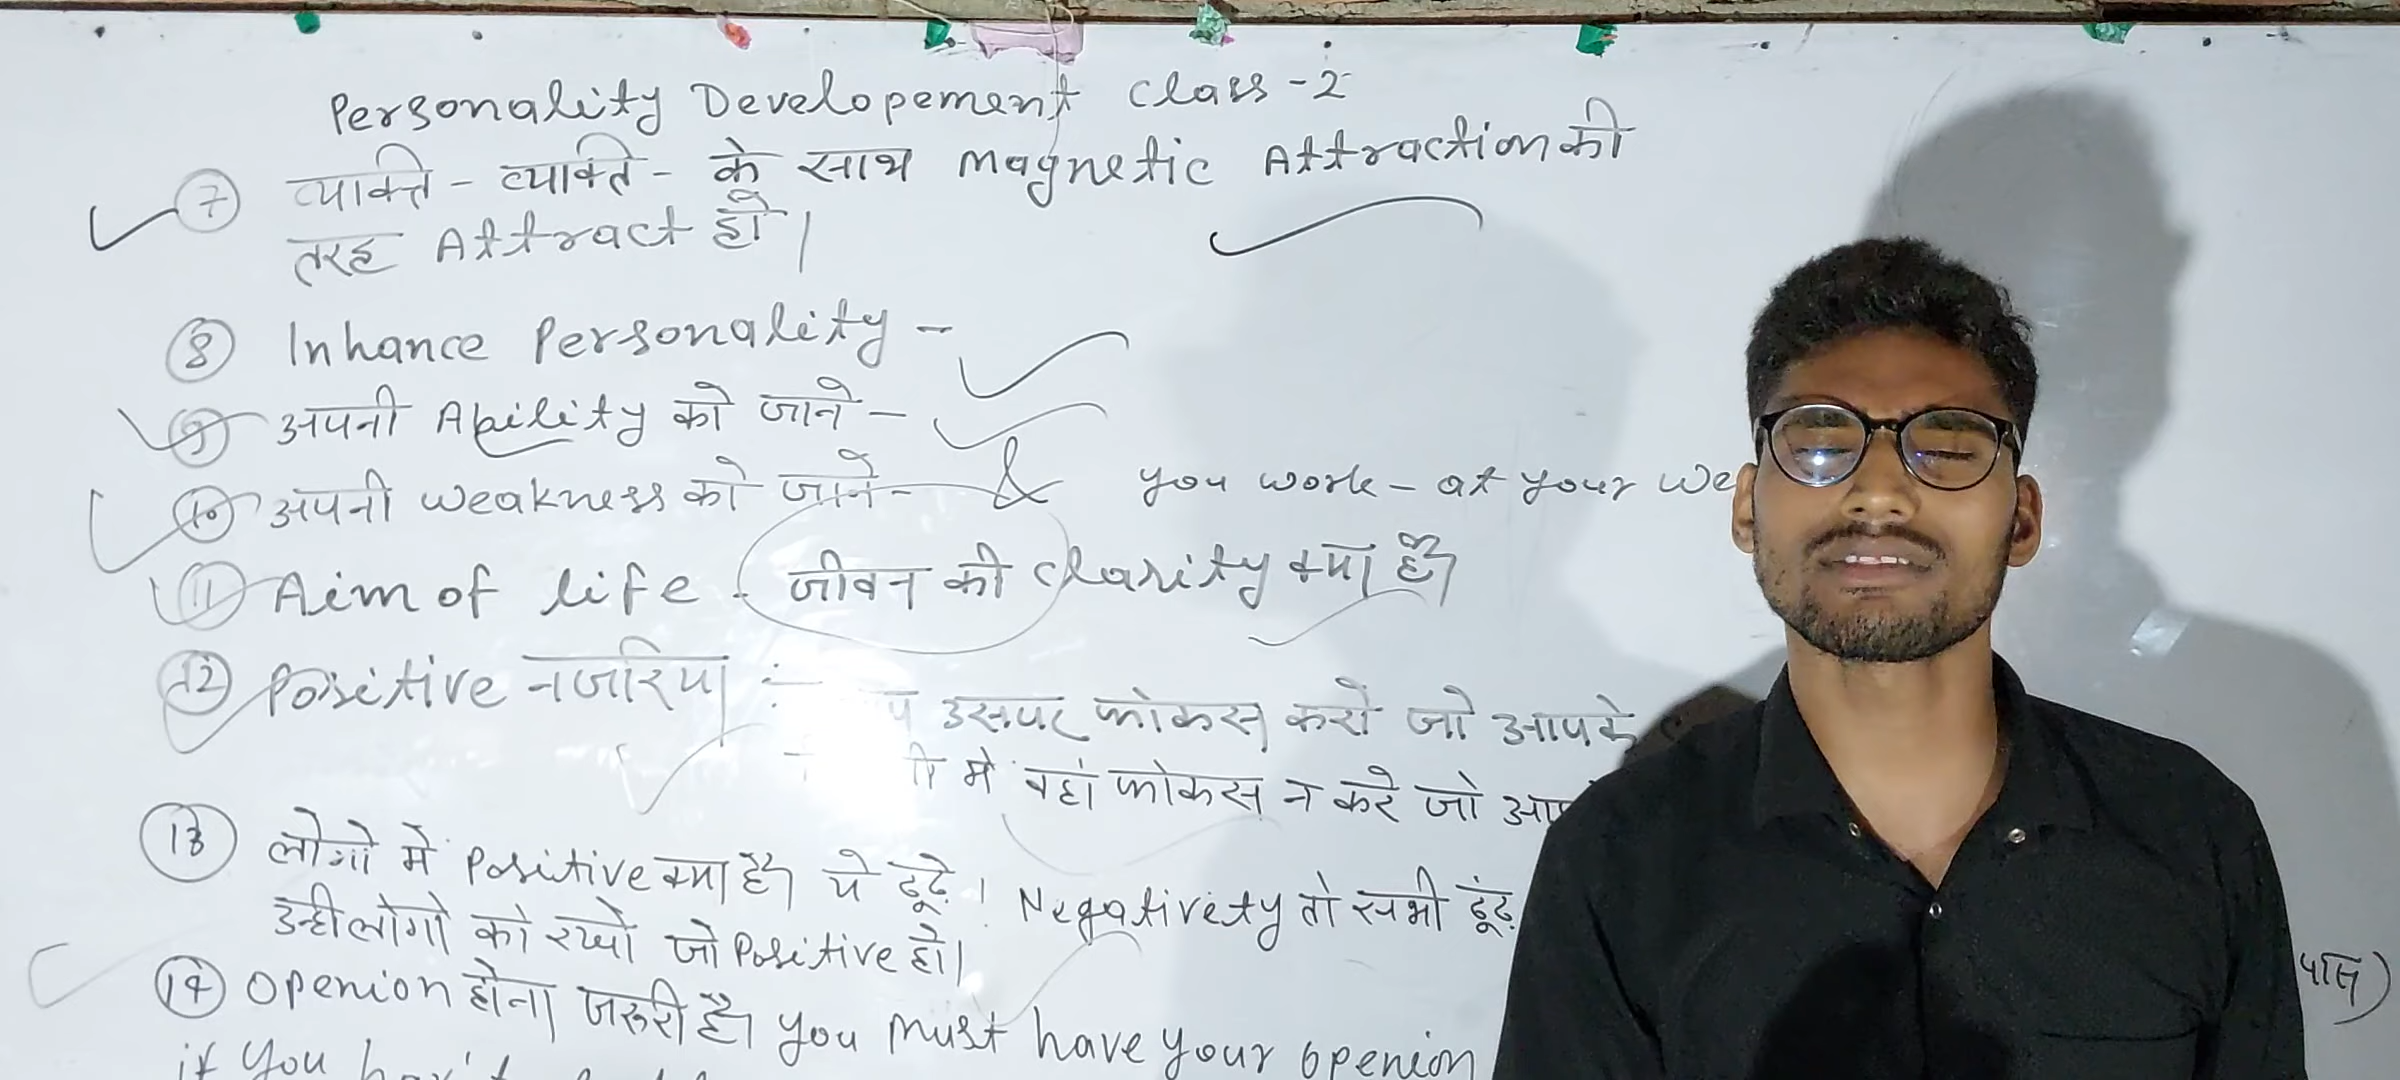 Personality Developement Class-2
⑦ व्यक्ति - व्यक्ति - के साथ Magnetic Attraction की
तरह Attract हो।
⑧ Inhance Personality -
⑨ अपनी Ability को जाने -
⑩ अपनी weakness को जाने - & you work - at your We
⑪ Aim of life - जीवन की Clarity क्या है
⑫ Positive नजरिया :- उसपर फोकस करो जो आपके
में वहां फोकस न करे जो आप
⑬ लोगो में Positive क्या है ये ढूढ़े। Negativety तो सभी ढूंढ़
उन्ही लोगो को रखो जो Positive हो।
पास)
⑭ Openion होना जरूरी है you must have your openion
if you hav't